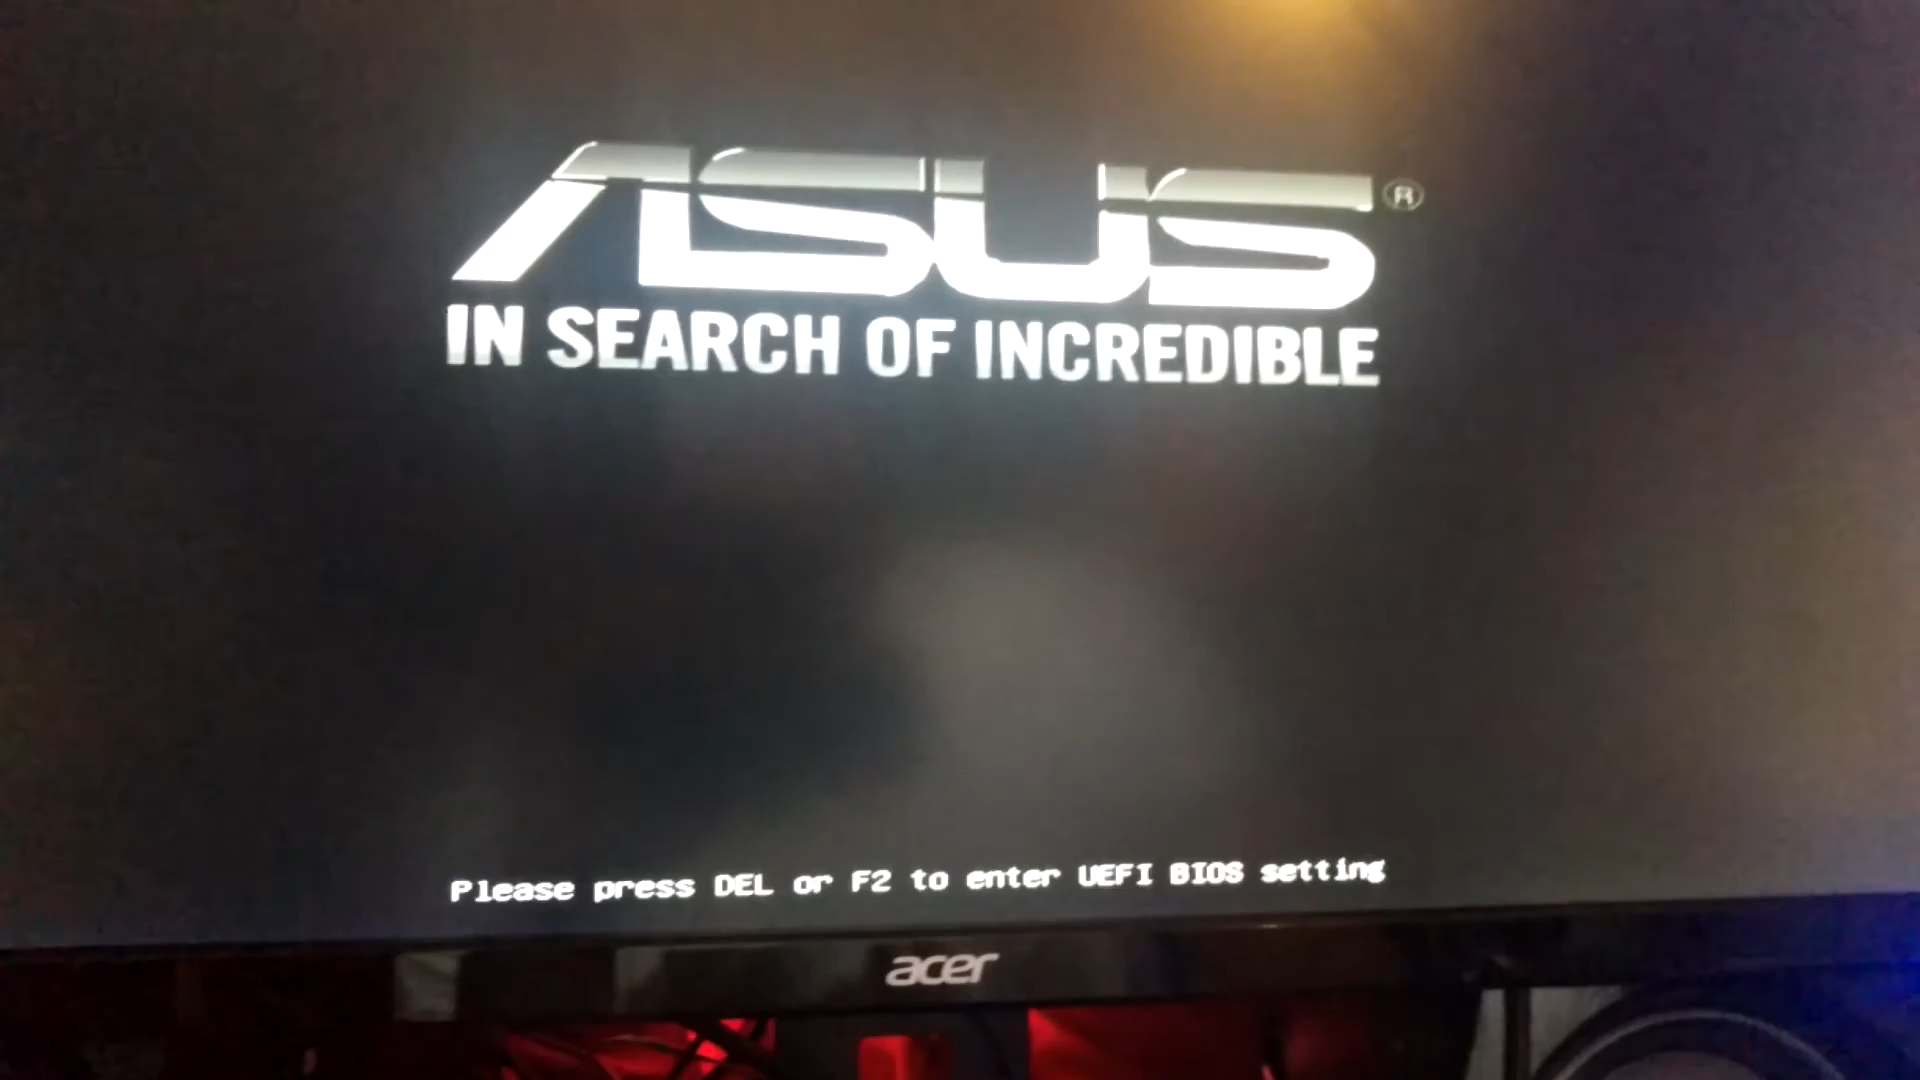 ASUS®
IN SEARCH OF INCREDIBLE
Please press DEL or F2 to enter UEFI BIOS setting
acer